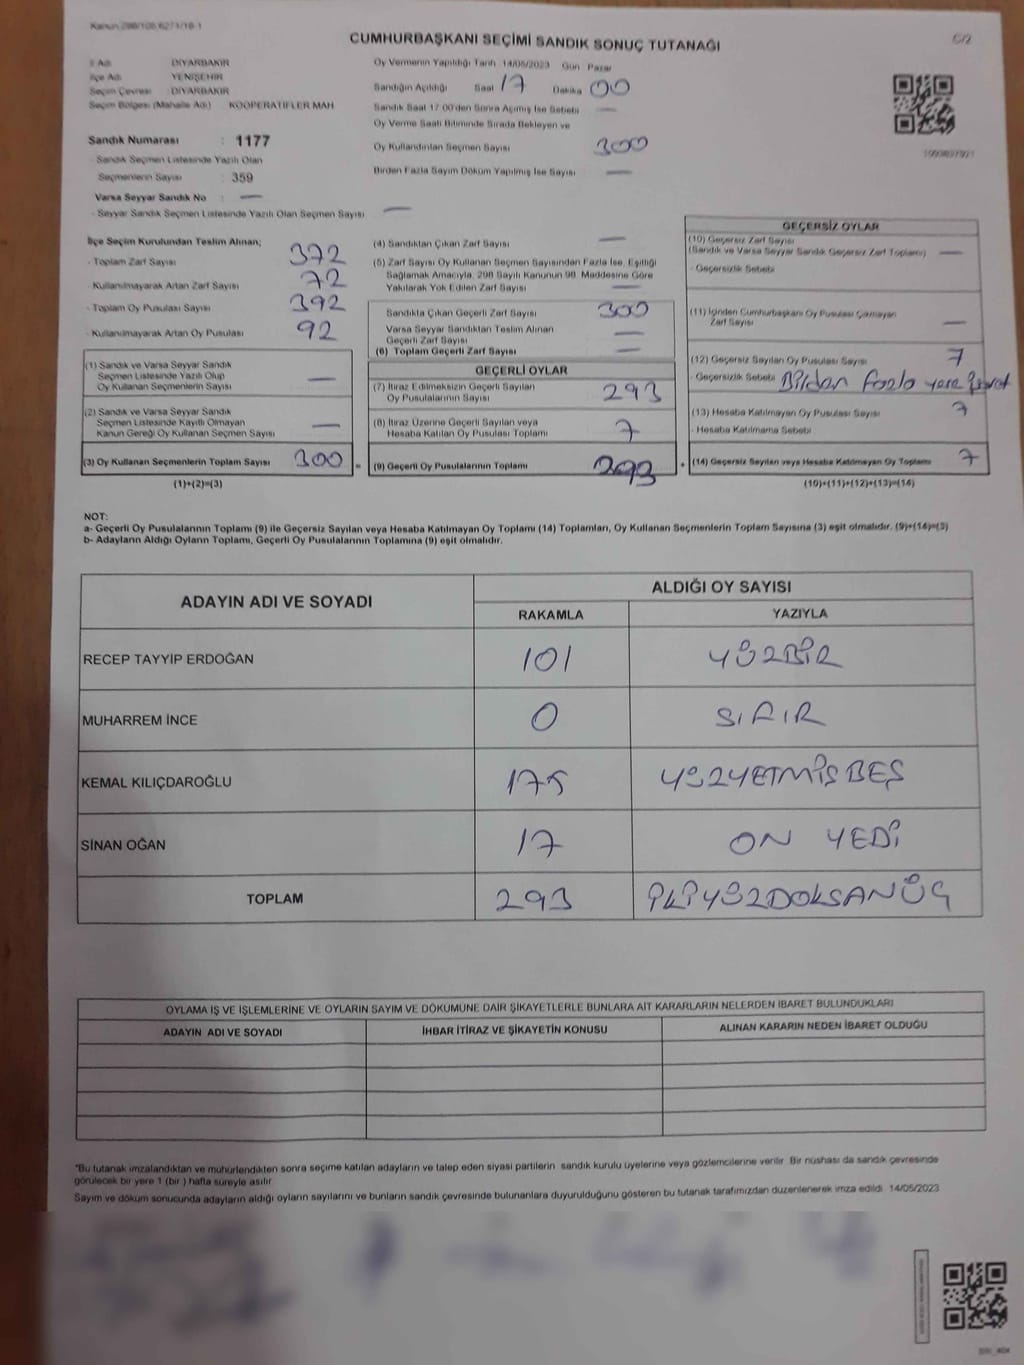 Kanun 298/106 6271/18-1
CUMHURBAŞKANI SEÇİMİ SANDIK SONUÇ TUTANAĞI
C/2
İl Adı : DİYARBAKIR
İlçe Adı : YENİŞEHİR
Seçim Çevresi : DİYARBAKIR
Seçim Bölgesi (Mahalle Adı) : KOOPERATİFLER MAH
Sandık Numarası : 1177
- Sandık Seçmen Listesinde Yazılı Olan
Seçmenlerin Sayısı : 359
Varsa Seyyar Sandık No : —
- Seyyar Sandık Seçmen Listesinde Yazılı Olan Seçmen Sayısı —
Oy Vermenin Yapıldığı Tarih 14/05/2023 Gün Pazar
Sandığın Açıldığı Saat 17 Dakika 00
Sandık Saat 17:00'den Sonra Açılmış İse Sebebi —
Oy Verme Saati Bitiminde Sırada Bekleyen ve
Oy Kullandırılan Seçmen Sayısı 300
Birden Fazla Sayım Döküm Yapılmış İse Sayısı —
İlçe Seçim Kurulundan Teslim Alınan;
- Toplam Zarf Sayısı 372
- Kullanılmayarak Artan Zarf Sayısı 72
- Toplam Oy Pusulası Sayısı 392
- Kullanılmayarak Artan Oy Pusulası 92
(1) Sandık ve Varsa Seyyar Sandık
Seçmen Listesinde Yazılı Olup
Oy Kullanan Seçmenlerin Sayısı —
(2) Sandık ve Varsa Seyyar Sandık
Seçmen Listesinde Kayıtlı Olmayan
Kanun Gereği Oy Kullanan Seçmen Sayısı —
(3) Oy Kullanan Seçmenlerin Toplam Sayısı 300 =
(1)+(2)=(3)
(4) Sandıktan Çıkan Zarf Sayısı —
(5) Zarf Sayısı Oy Kullanan Seçmen Sayısından Fazla İse, Eşitliği
Sağlamak Amacıyla, 298 Sayılı Kanunun 98. Maddesine Göre
Yakılarak Yok Edilen Zarf Sayısı —
Sandıkta Çıkan Geçerli Zarf Sayısı 300
Varsa Seyyar Sandıktan Teslim Alınan
Geçerli Zarf Sayısı —
(6) Toplam Geçerli Zarf Sayısı —
GEÇERLİ OYLAR
(7) İtiraz Edilmeksizin Geçerli Sayılan
Oy Pusulalarının Sayısı 293
(8) İtiraz Üzerine Geçerli Sayılan veya
Hesaba Katılan Oy Pusulası Toplamı 7
(9) Geçerli Oy Pusulalarının Toplamı 293 +
GEÇERSİZ OYLAR
(10) Geçersiz Zarf Sayısı
(Sandık ve Varsa Seyyar Sandık Geçersiz Zarf Toplamı) —
- Geçersizlik Sebebi
(11) İçinden Cumhurbaşkanı Oy Pusulası Çıkmayan
Zarf Sayısı —
(12) Geçersiz Sayılan Oy Pusulası Sayısı 7
- Geçersizlik Sebebi Birden fazla yere
(13) Hesaba Katılmayan Oy Pusulası Sayısı 7
- Hesaba Katılmama Sebebi
(14) Geçersiz Sayılan veya Hesaba Katılmayan Oy Toplamı 7
(10)+(11)+(12)+(13)=(14)
NOT:
a- Geçerli Oy Pusulalarının Toplamı (9) ile Geçersiz Sayılan veya Hesaba Katılmayan Oy Toplamı (14) Toplamları, Oy Kullanan Seçmenlerin Toplam Sayısına (3) eşit olmalıdır. (9)+(14)=(3)
b- Adayların Aldığı Oyların Toplamı, Geçerli Oy Pusulalarının Toplamına (9) eşit olmalıdır.
ADAYIN ADI VE SOYADI
ALDIĞI OY SAYISI
RAKAMLA YAZIYLA
RECEP TAYYİP ERDOĞAN 101 YÜZBİR
MUHARREM İNCE 0 SIFIR
KEMAL KILIÇDAROĞLU 175 YÜZYETMİŞBEŞ
SİNAN OĞAN 17 ON YEDİ
TOPLAM 293 İKİYÜZDOKSANÜÇ
OYLAMA İŞ VE İŞLEMLERİNE VE OYLARIN SAYIM VE DÖKÜMÜNE DAİR ŞİKAYETLERLE BUNLARA AİT KARARLARIN NELERDEN İBARET BULUNDUKLARI
ADAYIN ADI VE SOYADI İHBAR İTİRAZ VE ŞİKAYETİN KONUSU ALINAN KARARIN NEDEN İBARET OLDUĞU
*Bu tutanak imzalandıktan ve mühürlendikten sonra seçime katılan adayların ve talep eden siyasi partilerin sandık kurulu üyelerine veya gözlemcilerine verilir. Bir nüshası da sandık çevresinde
görülecek bir yere 1 (bir) hafta süreyle asılır.
Sayım ve döküm sonucunda adayların aldığı oyların sayılarını ve bunların sandık çevresinde bulunanlara duyurulduğunu gösteren bu tutanak tarafımızdan düzenlenerek imza edildi. 14/05/2023